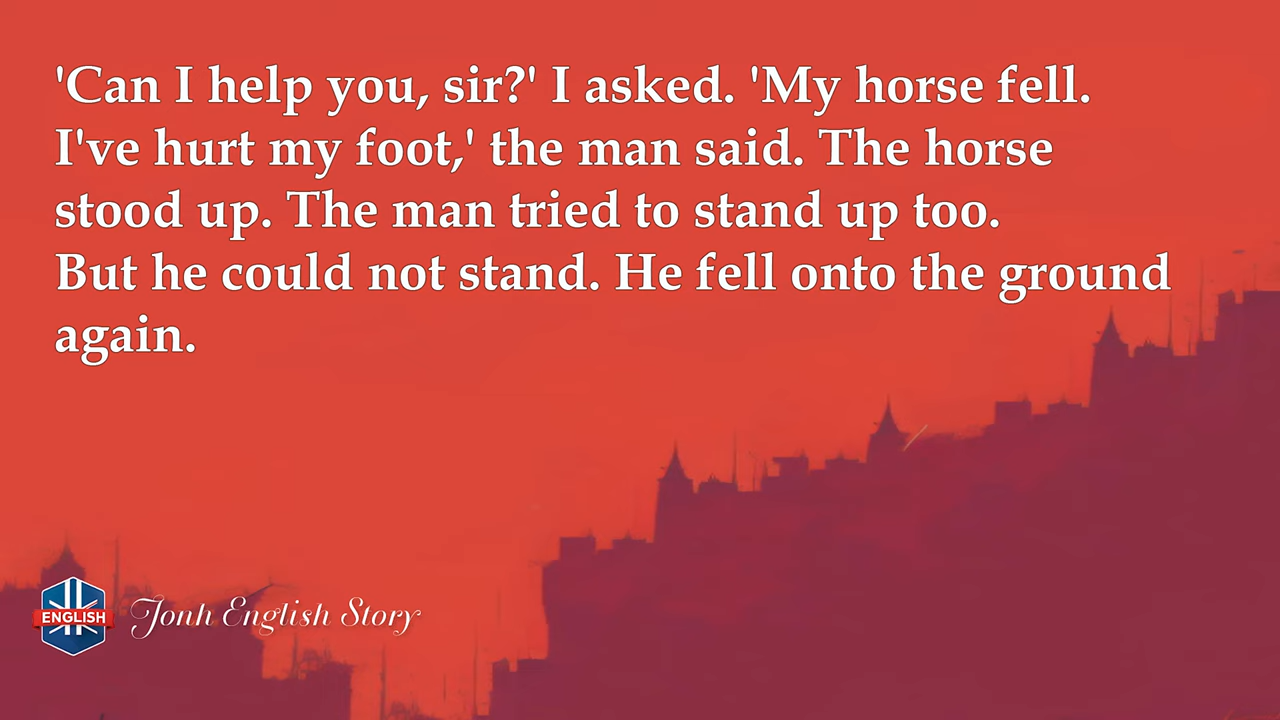 'Can I help you, sir?' I asked. 'My horse fell.
I've hurt my foot,' the man said. The horse
stood up. The man tried to stand up too.
But he could not stand. He fell onto the ground
again.
ENGLISH
Jonh English Story